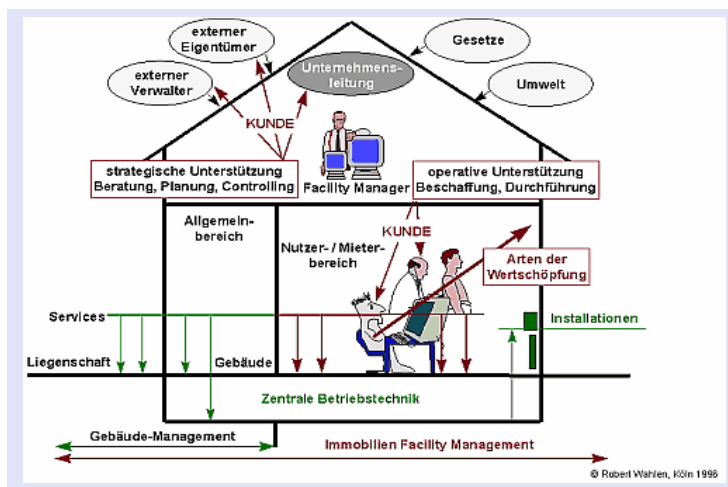 externer
Eigentümer
Gesetze
externer
Verwalter
Unternehmens-
leitung
Umwelt
KUNDE
strategische Unterstützung
Beratung, Planung, Controlling
Facility Manager
operative Unterstützung
Beschaffung, Durchführung
Allgemein-
bereich
KUNDE
Nutzer- / Mieter-
bereich
Arten der
Wertschöpfung
Services
Installationen
Liegenschaft
Gebäude
Zentrale Betriebstechnik
Gebäude-Management
Immobilien Facility Management
© Robert Wahlen, Köln 1996